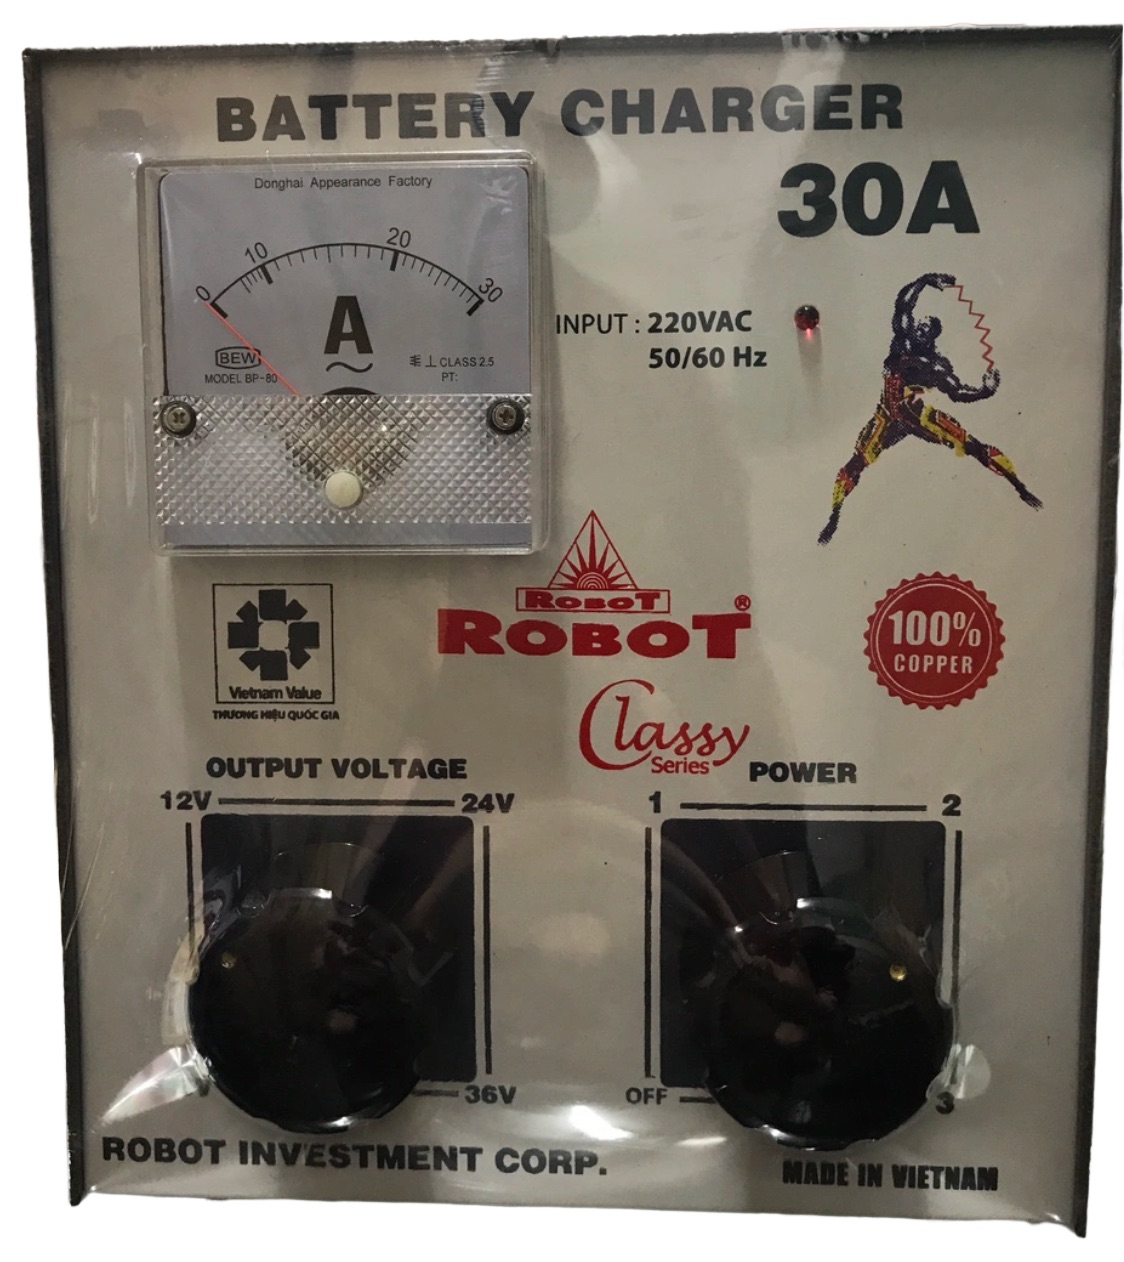 BATTERY CHARGER
30A
Donghai Appearance Factory
0 10 20 30
A
BEW
MODEL BP-80
CLASS 2.5
PT:
INPUT : 220VAC
50/60 Hz
ROBOT
ROBOT®
Classy
Series
100%
COPPER
Vietnam Value
THƯƠNG HIỆU QUỐC GIA
OUTPUT VOLTAGE
12V 24V
36V
POWER
1 2
OFF 3
ROBOT INVESTMENT CORP.
MADE IN VIETNAM